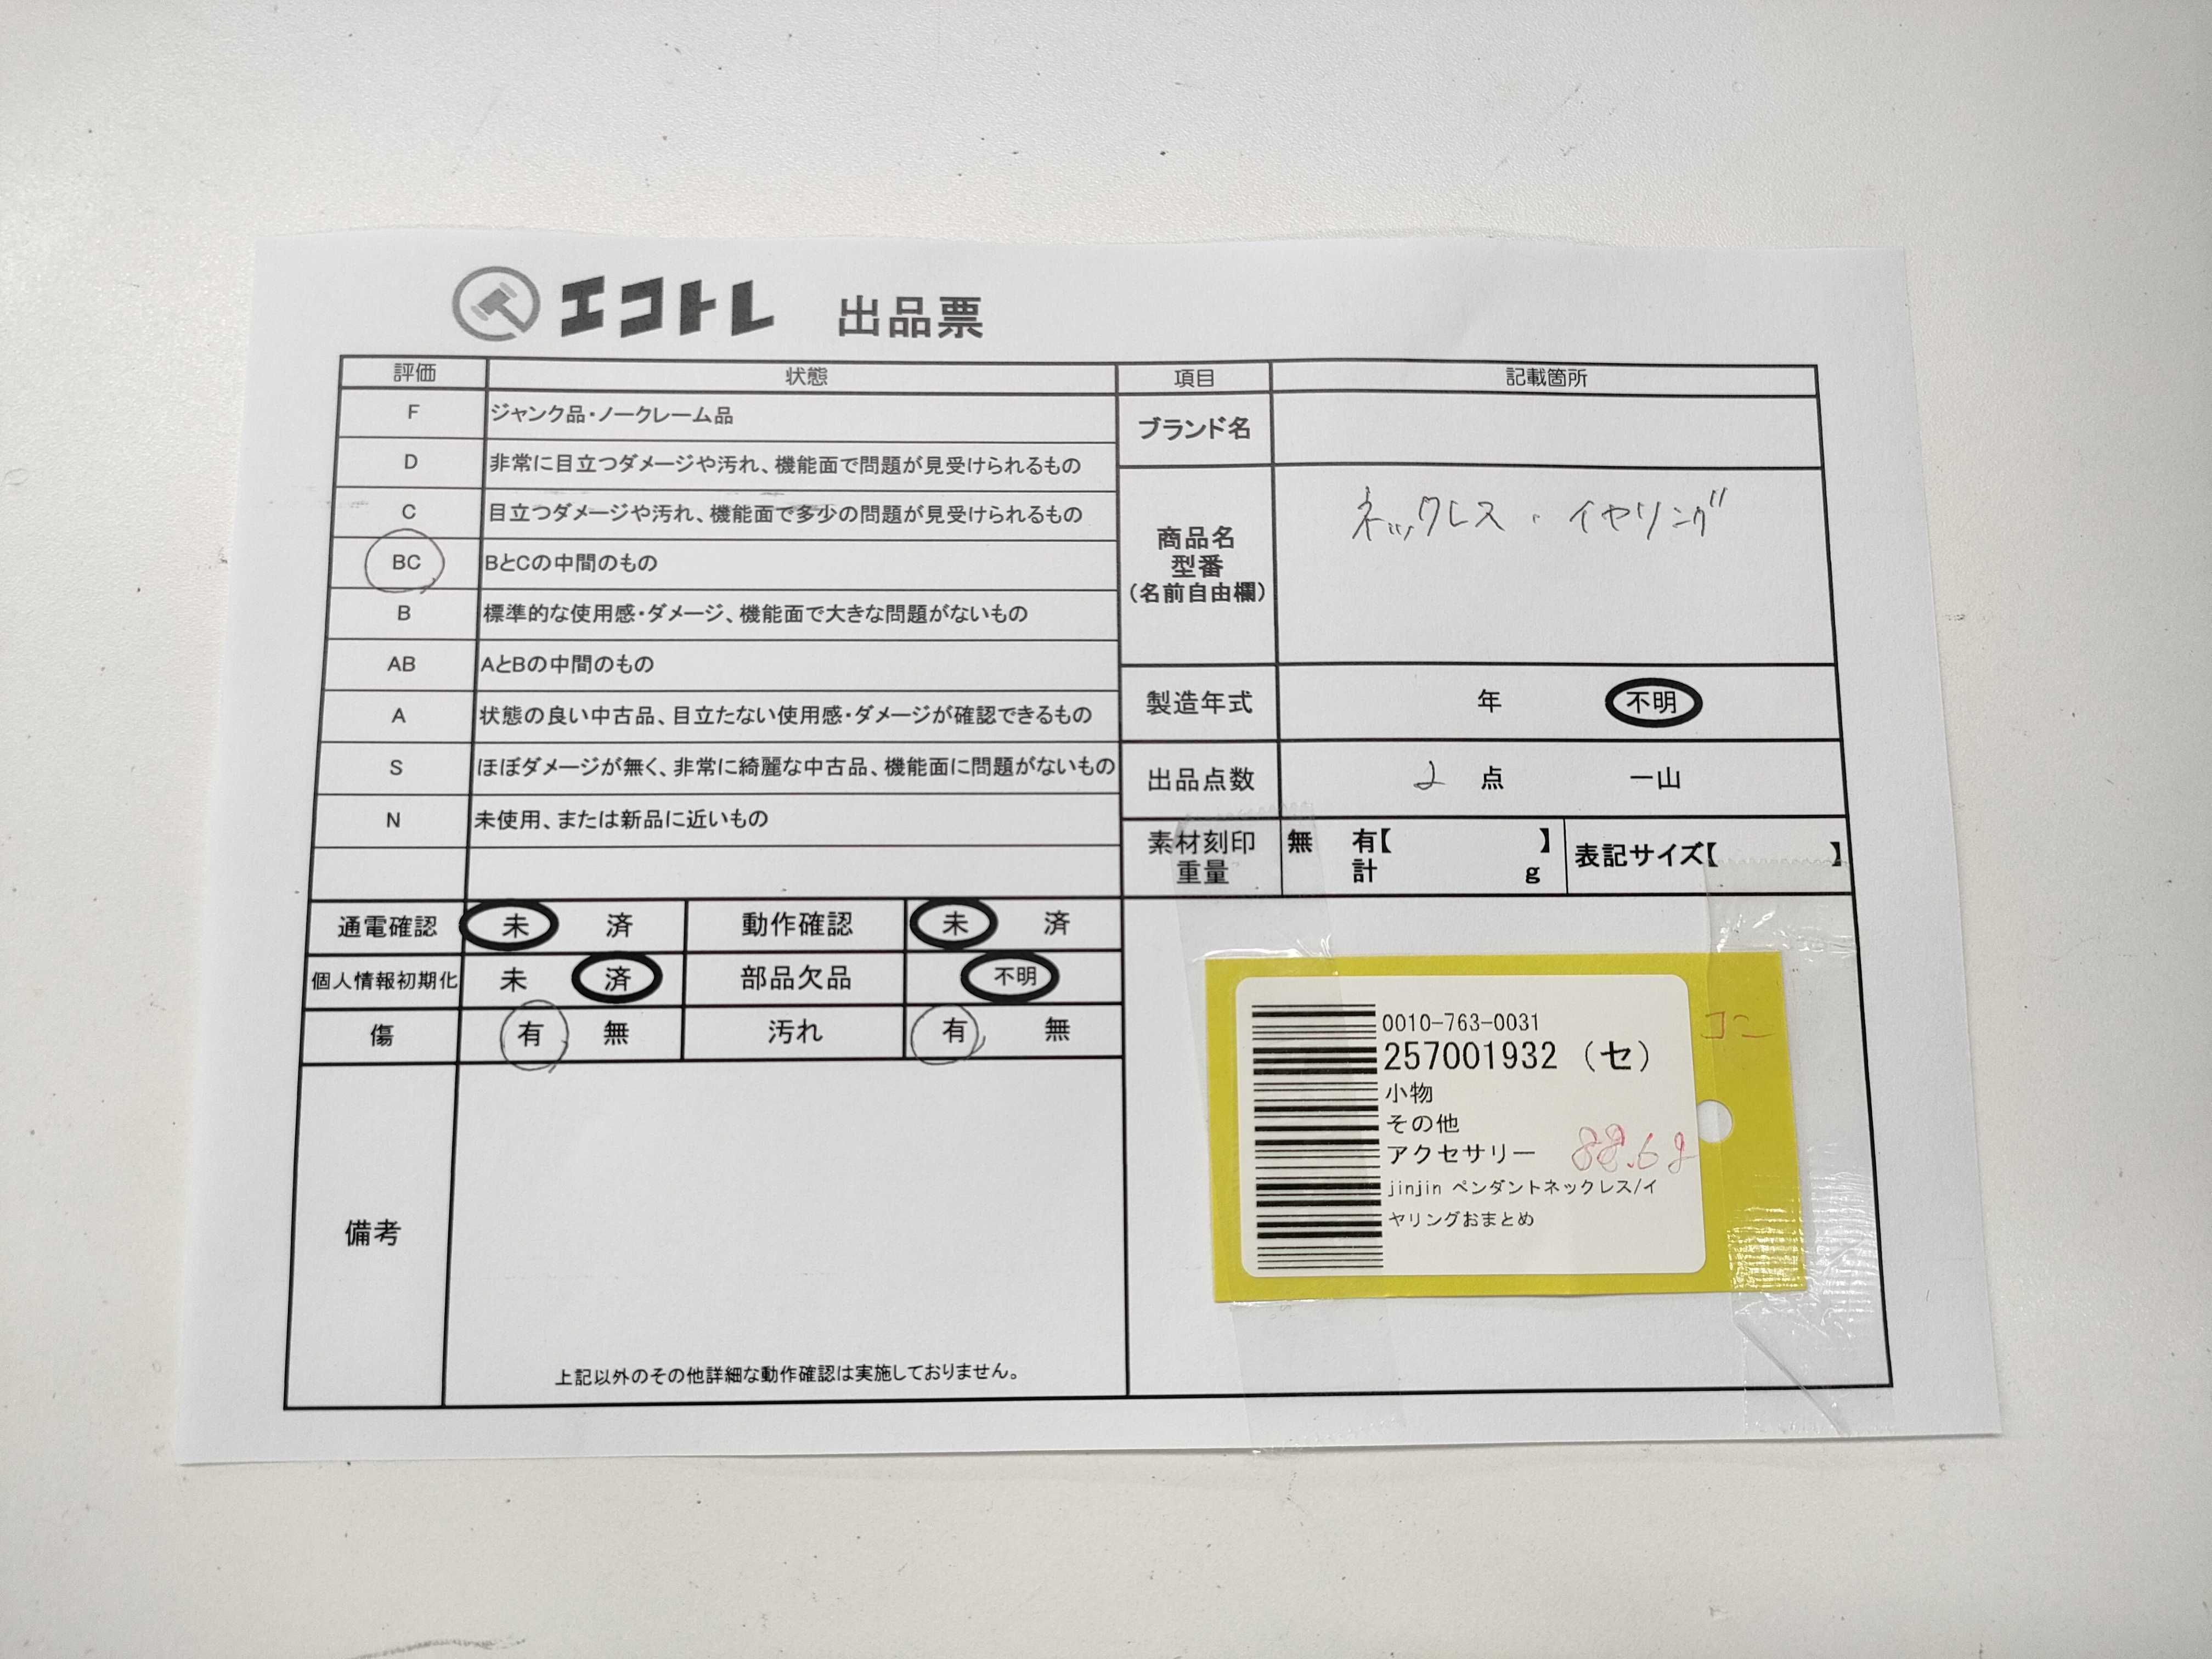 エコトレ 出品票
評価 状態 項目 記載箇所
F ジャンク品・ノークレーム品
D 非常に目立つダメージや汚れ、機能面で問題が見受けられるもの
C 目立つダメージや汚れ、機能面で多少の問題が見受けられるもの
BC BとCの中間のもの
B 標準的な使用感・ダメージ、機能面で大きな問題がないもの
AB AとBの中間のもの
A 状態の良い中古品、目立たない使用感・ダメージが確認できるもの
S ほぼダメージが無く、非常に綺麗な中古品、機能面に問題がないもの
N 未使用、または新品に近いもの
ブランド名
商品名
型番
(名前自由欄)
ネックレス・イヤリング
製造年式 年 不明
出品点数 2 点 一山
素材刻印 無 有【 】
重量 計 g
表記サイズ【 】
通電確認 未 済 動作確認 未 済
個人情報初期化 未 済 部品欠品 不明
傷 有 無 汚れ 有 無
備考
上記以外のその他詳細な動作確認は実施しておりません。
0010-763-0031
257001932 (セ)
小物
その他
アクセサリー 88.6g
jinjin ペンダントネックレス/イ
ヤリングおまとめ
コニ